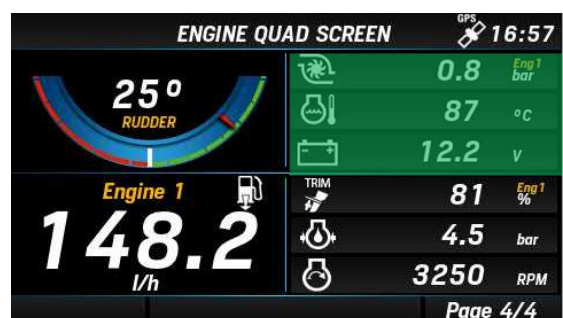 ENGINE QUAD SCREEN GPS 16:57
25°
RUDDER
0.8 Eng1 bar
87 °C
12.2 V
Engine 1
148.2
l/h
TRIM 81 Eng1 %
4.5 bar
3250 RPM
Page 4/4